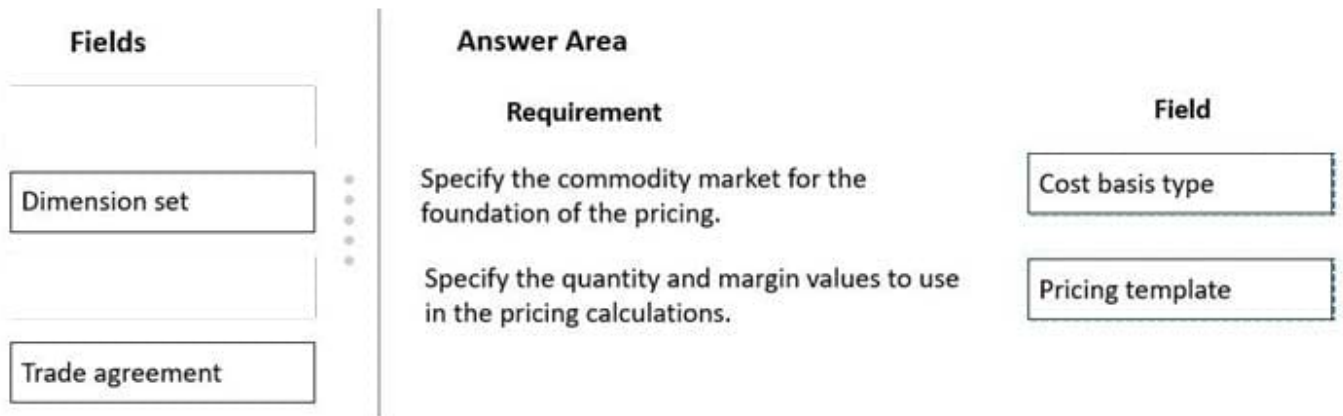 Fields
Dimension set
Trade agreement
Answer Area
Requirement
Field
Specify the commodity market for the
foundation of the pricing.
Cost basis type
Specify the quantity and margin values to use
in the pricing calculations.
Pricing template